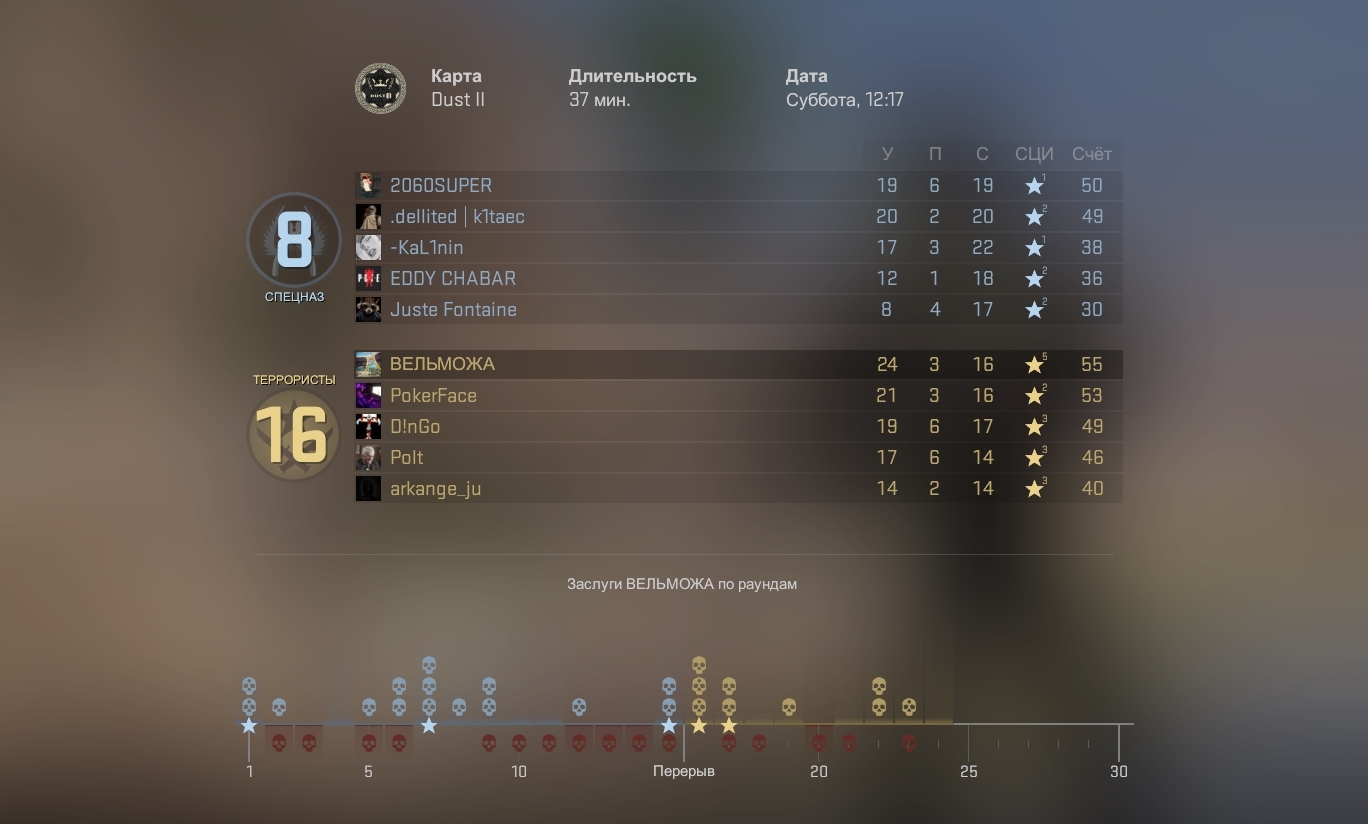 Карта Длительность Дата
Dust II 37 мин. Суббота, 12:17
У П С СЦИ Счёт
2060SUPER 19 6 19 1 50
.dellited | k1taec 20 2 20 2 49
-KaL1nin 17 3 22 1 38
EDDY CHABAR 12 1 18 2 36
Juste Fontaine 8 4 17 2 30
8
СПЕЦНАЗ
ТЕРРОРИСТЫ
16
ВЕЛЬМОЖА 24 3 16 5 55
PokerFace 21 3 16 2 53
D!nGo 19 6 17 3 49
Polt 17 6 14 3 46
arkange_ju 14 2 14 3 40
Заслуги ВЕЛЬМОЖА по раундам
1 5 10 Перерыв 20 25 30